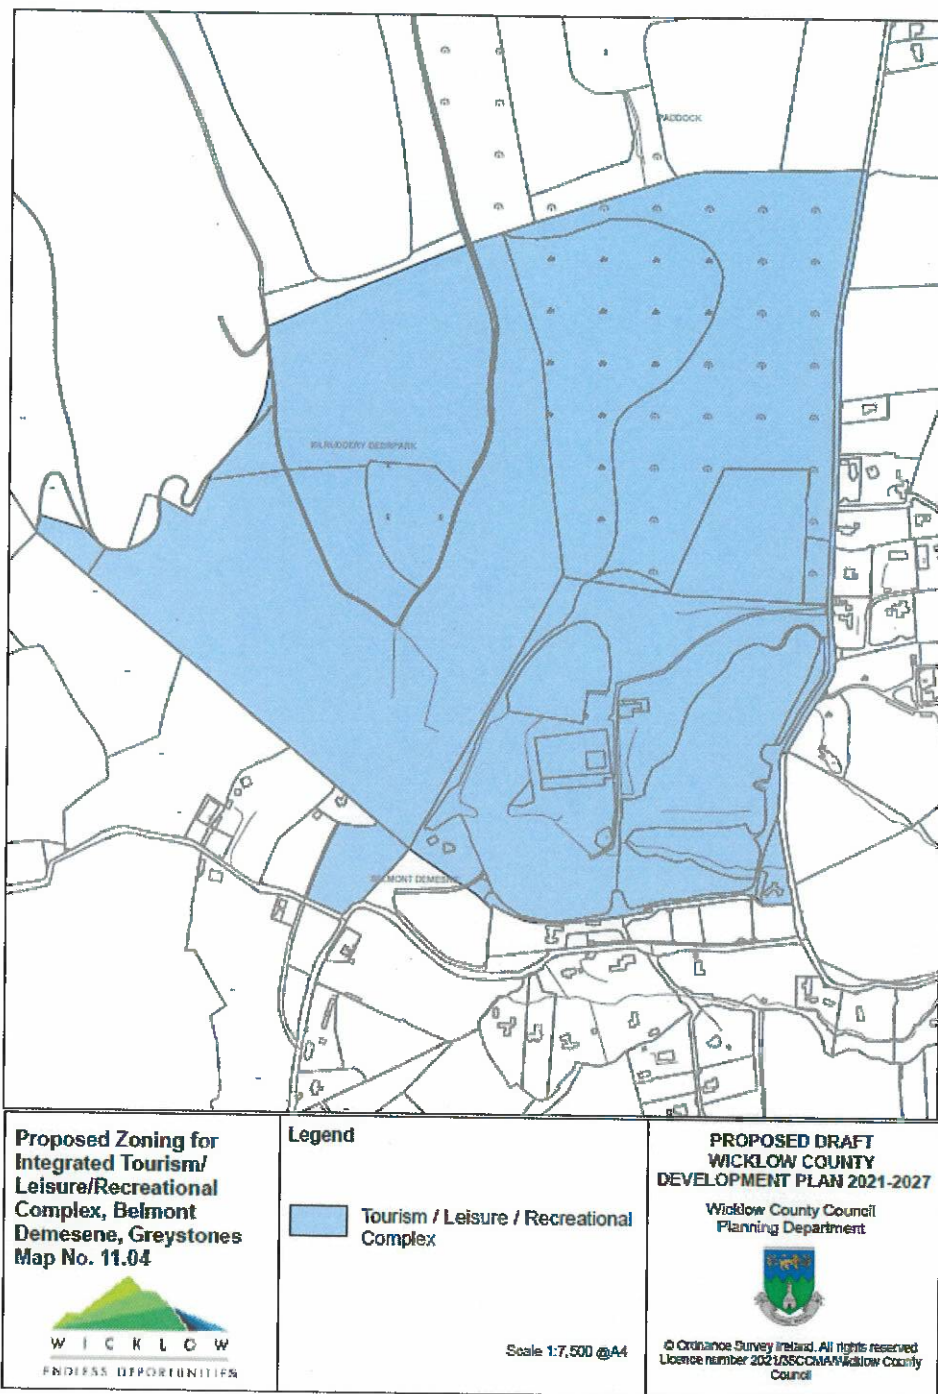 PADDOCK
KILRUDDERY DEERPARK
BELMONT DEMESNE
Proposed Zoning for
Integrated Tourism/
Leisure/Recreational
Complex, Belmont
Demesene, Greystones
Map No. 11.04
WICKLOW
ENDLESS OPPORTUNITIES
Legend
Tourism / Leisure / Recreational
Complex
Scale 1:7,500 @A4
PROPOSED DRAFT
WICKLOW COUNTY
DEVELOPMENT PLAN 2021-2027
Wicklow County Council
Planning Department
© Ordnance Survey Ireland. All rights reserved
Licence number 2021/35CCMA/Wicklow County
Council